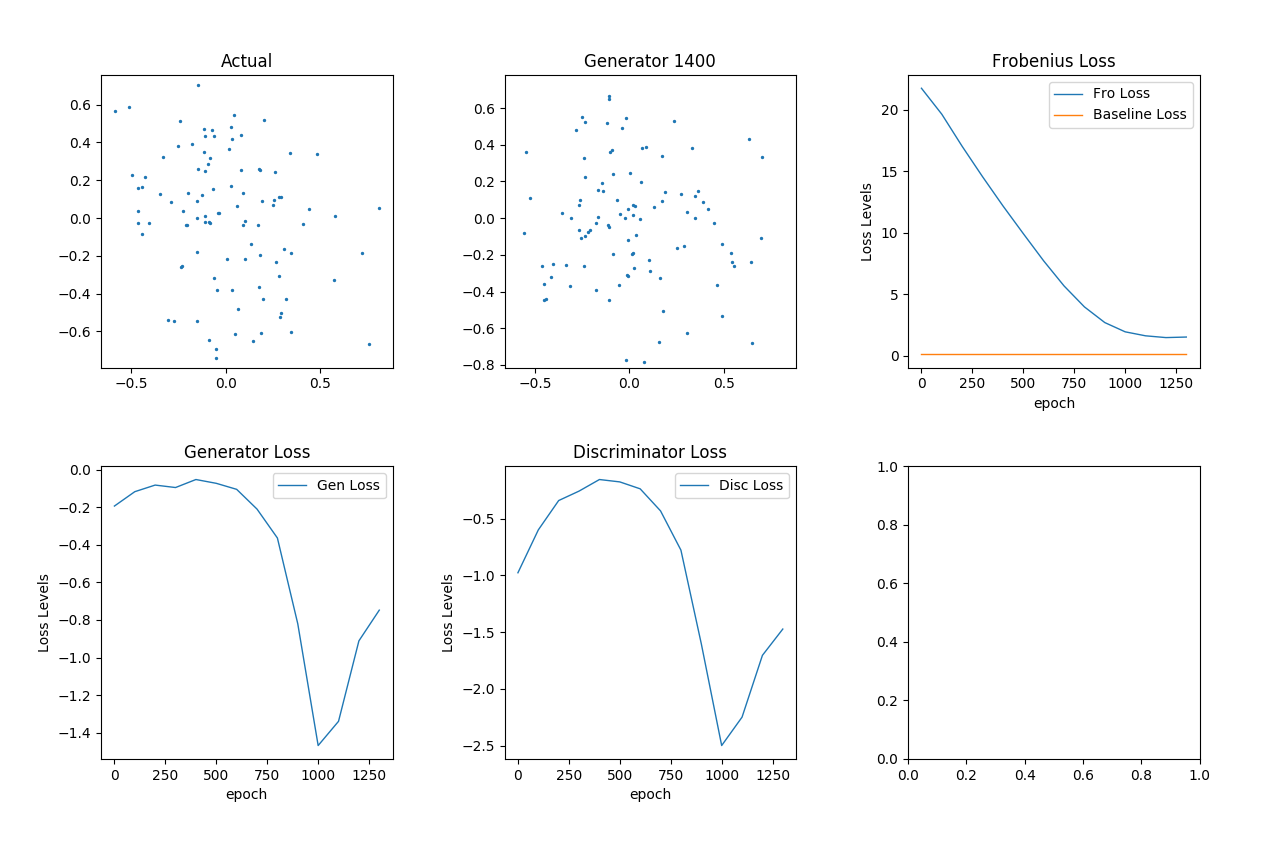 Actual
0.6
0.4
0.2
0.0
−0.2
−0.4
−0.6
−0.5 0.0 0.5
Generator 1400
0.6
0.4
0.2
0.0
−0.2
−0.4
−0.6
−0.8
−0.5 0.0 0.5
Frobenius Loss
Fro Loss
Baseline Loss
Loss Levels
20
15
10
5
0
0 250 500 750 1000 1250
epoch
Generator Loss
Gen Loss
Loss Levels
0.0
−0.2
−0.4
−0.6
−0.8
−1.0
−1.2
−1.4
0 250 500 750 1000 1250
epoch
Discriminator Loss
Disc Loss
Loss Levels
−0.5
−1.0
−1.5
−2.0
−2.5
0 250 500 750 1000 1250
epoch
1.0
0.8
0.6
0.4
0.2
0.0
0.0 0.2 0.4 0.6 0.8 1.0